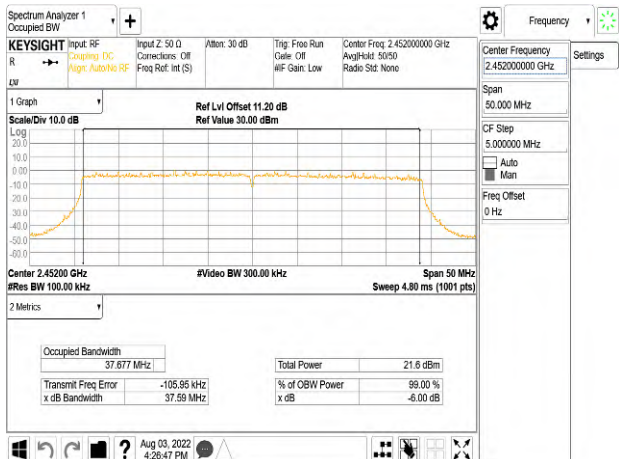 Spectrum Analyzer 1
Occupied BW
Frequency
KEYSIGHT
R
Input: RF
Coupling: DC
Align: Auto/No RF
Input Z: 50 Ω
Corrections: Off
Freq Ref: Int (S)
Atten: 30 dB
Trig: Free Run
Gate: Off
#IF Gain: Low
Center Freq: 2.452000000 GHz
Avg|Hold: 50/50
Radio Std: None
Center Frequency
2.452000000 GHz
Settings
Span
50.000 MHz
CF Step
5.000000 MHz
Auto
Man
Freq Offset
0 Hz
1 Graph
Scale/Div 10.0 dB
Ref Lvl Offset 11.20 dB
Ref Value 30.00 dBm
Log
20.0
10.0
0.00
-10.0
-20.0
-30.0
-40.0
-50.0
-60.0
Center 2.45200 GHz
#Video BW 300.00 kHz
Span 50 MHz
#Res BW 100.00 kHz
Sweep 4.80 ms (1001 pts)
2 Metrics
Occupied Bandwidth
37.677 MHz
Total Power 21.6 dBm
Transmit Freq Error -105.95 kHz
% of OBW Power 99.00 %
x dB Bandwidth 37.59 MHz
x dB -6.00 dB
?
Aug 03, 2022
4:26:47 PM